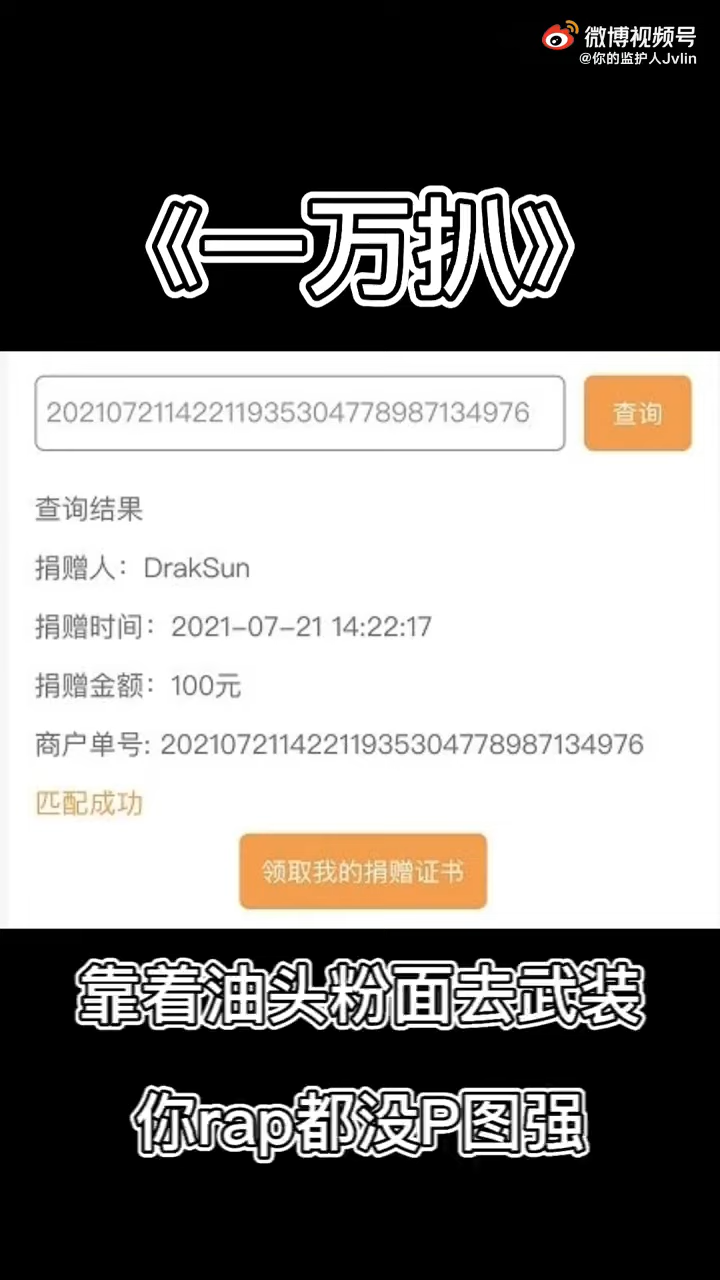 微博视频号
@你的监护人Jvlin
《一万扒》
20210721142211935304778987134976
查询
查询结果
捐赠人：DrakSun
捐赠时间：2021-07-21 14:22:17
捐赠金额：100元
商户单号: 20210721142211935304778987134976
匹配成功
领取我的捐赠证书
靠着油头粉面去武装
你rap都没P图强